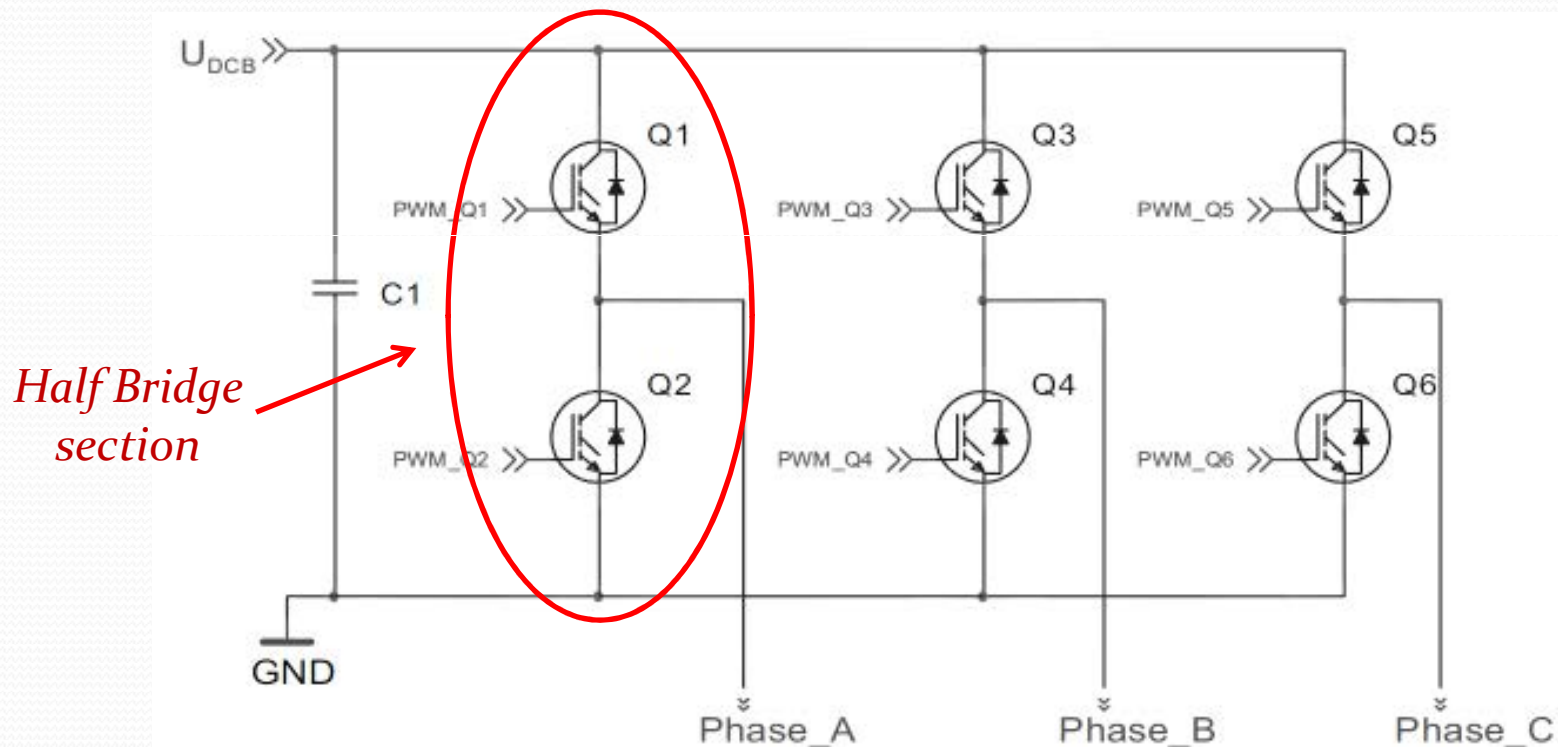 U_DCB
Q1
Q3
Q5
PWM_Q1
PWM_Q3
PWM_Q5
C1
Half Bridge
section
Q2
Q4
Q6
PWM_Q2
PWM_Q4
PWM_Q6
GND
Phase_A
Phase_B
Phase_C